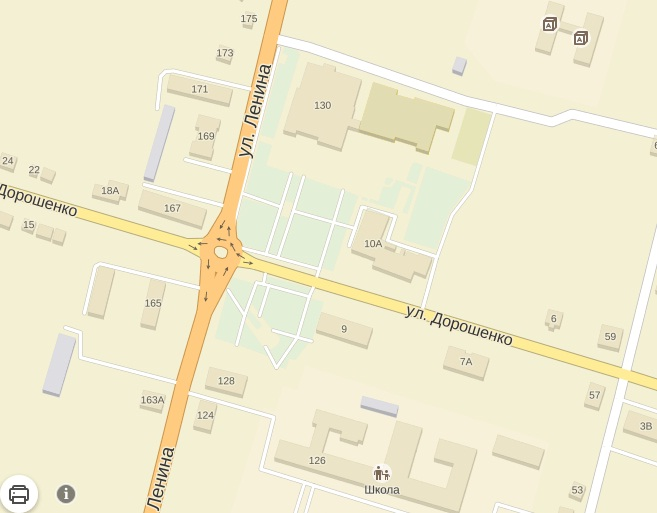 175
173
171
130
169
ул. Ленина
24
22
18А
167
Дорошенко
15
10А
165
9
ул. Дорошенко
6
59
7А
128
57
163А
124
3В
126
Школа
53
Ленина